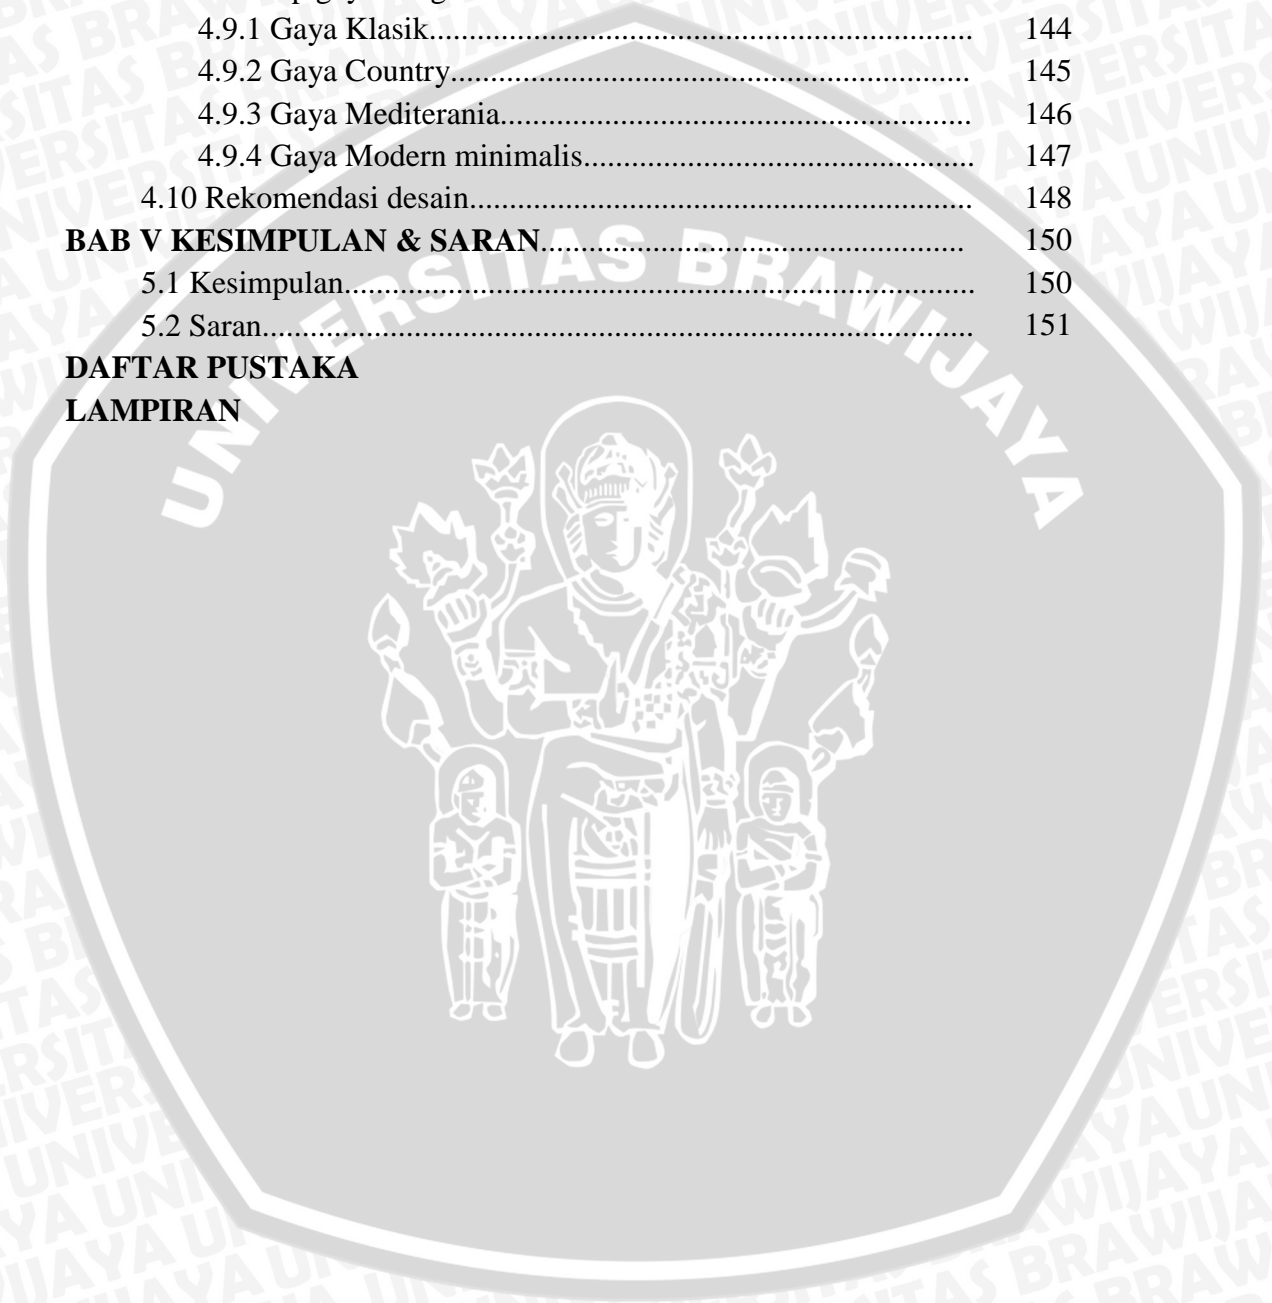 4.9.1 Gaya Klasik.................................................................... 144
4.9.2 Gaya Country................................................................. 145
4.9.3 Gaya Mediterania........................................................... 146
4.9.4 Gaya Modern minimalis................................................. 147
4.10 Rekomendasi desain............................................................... 148
BAB V KESIMPULAN & SARAN..................................................... 150
5.1 Kesimpulan............................................................................... 150
5.2 Saran......................................................................................... 151
DAFTAR PUSTAKA
LAMPIRAN
UNIVERSITAS BRAWIJAYA